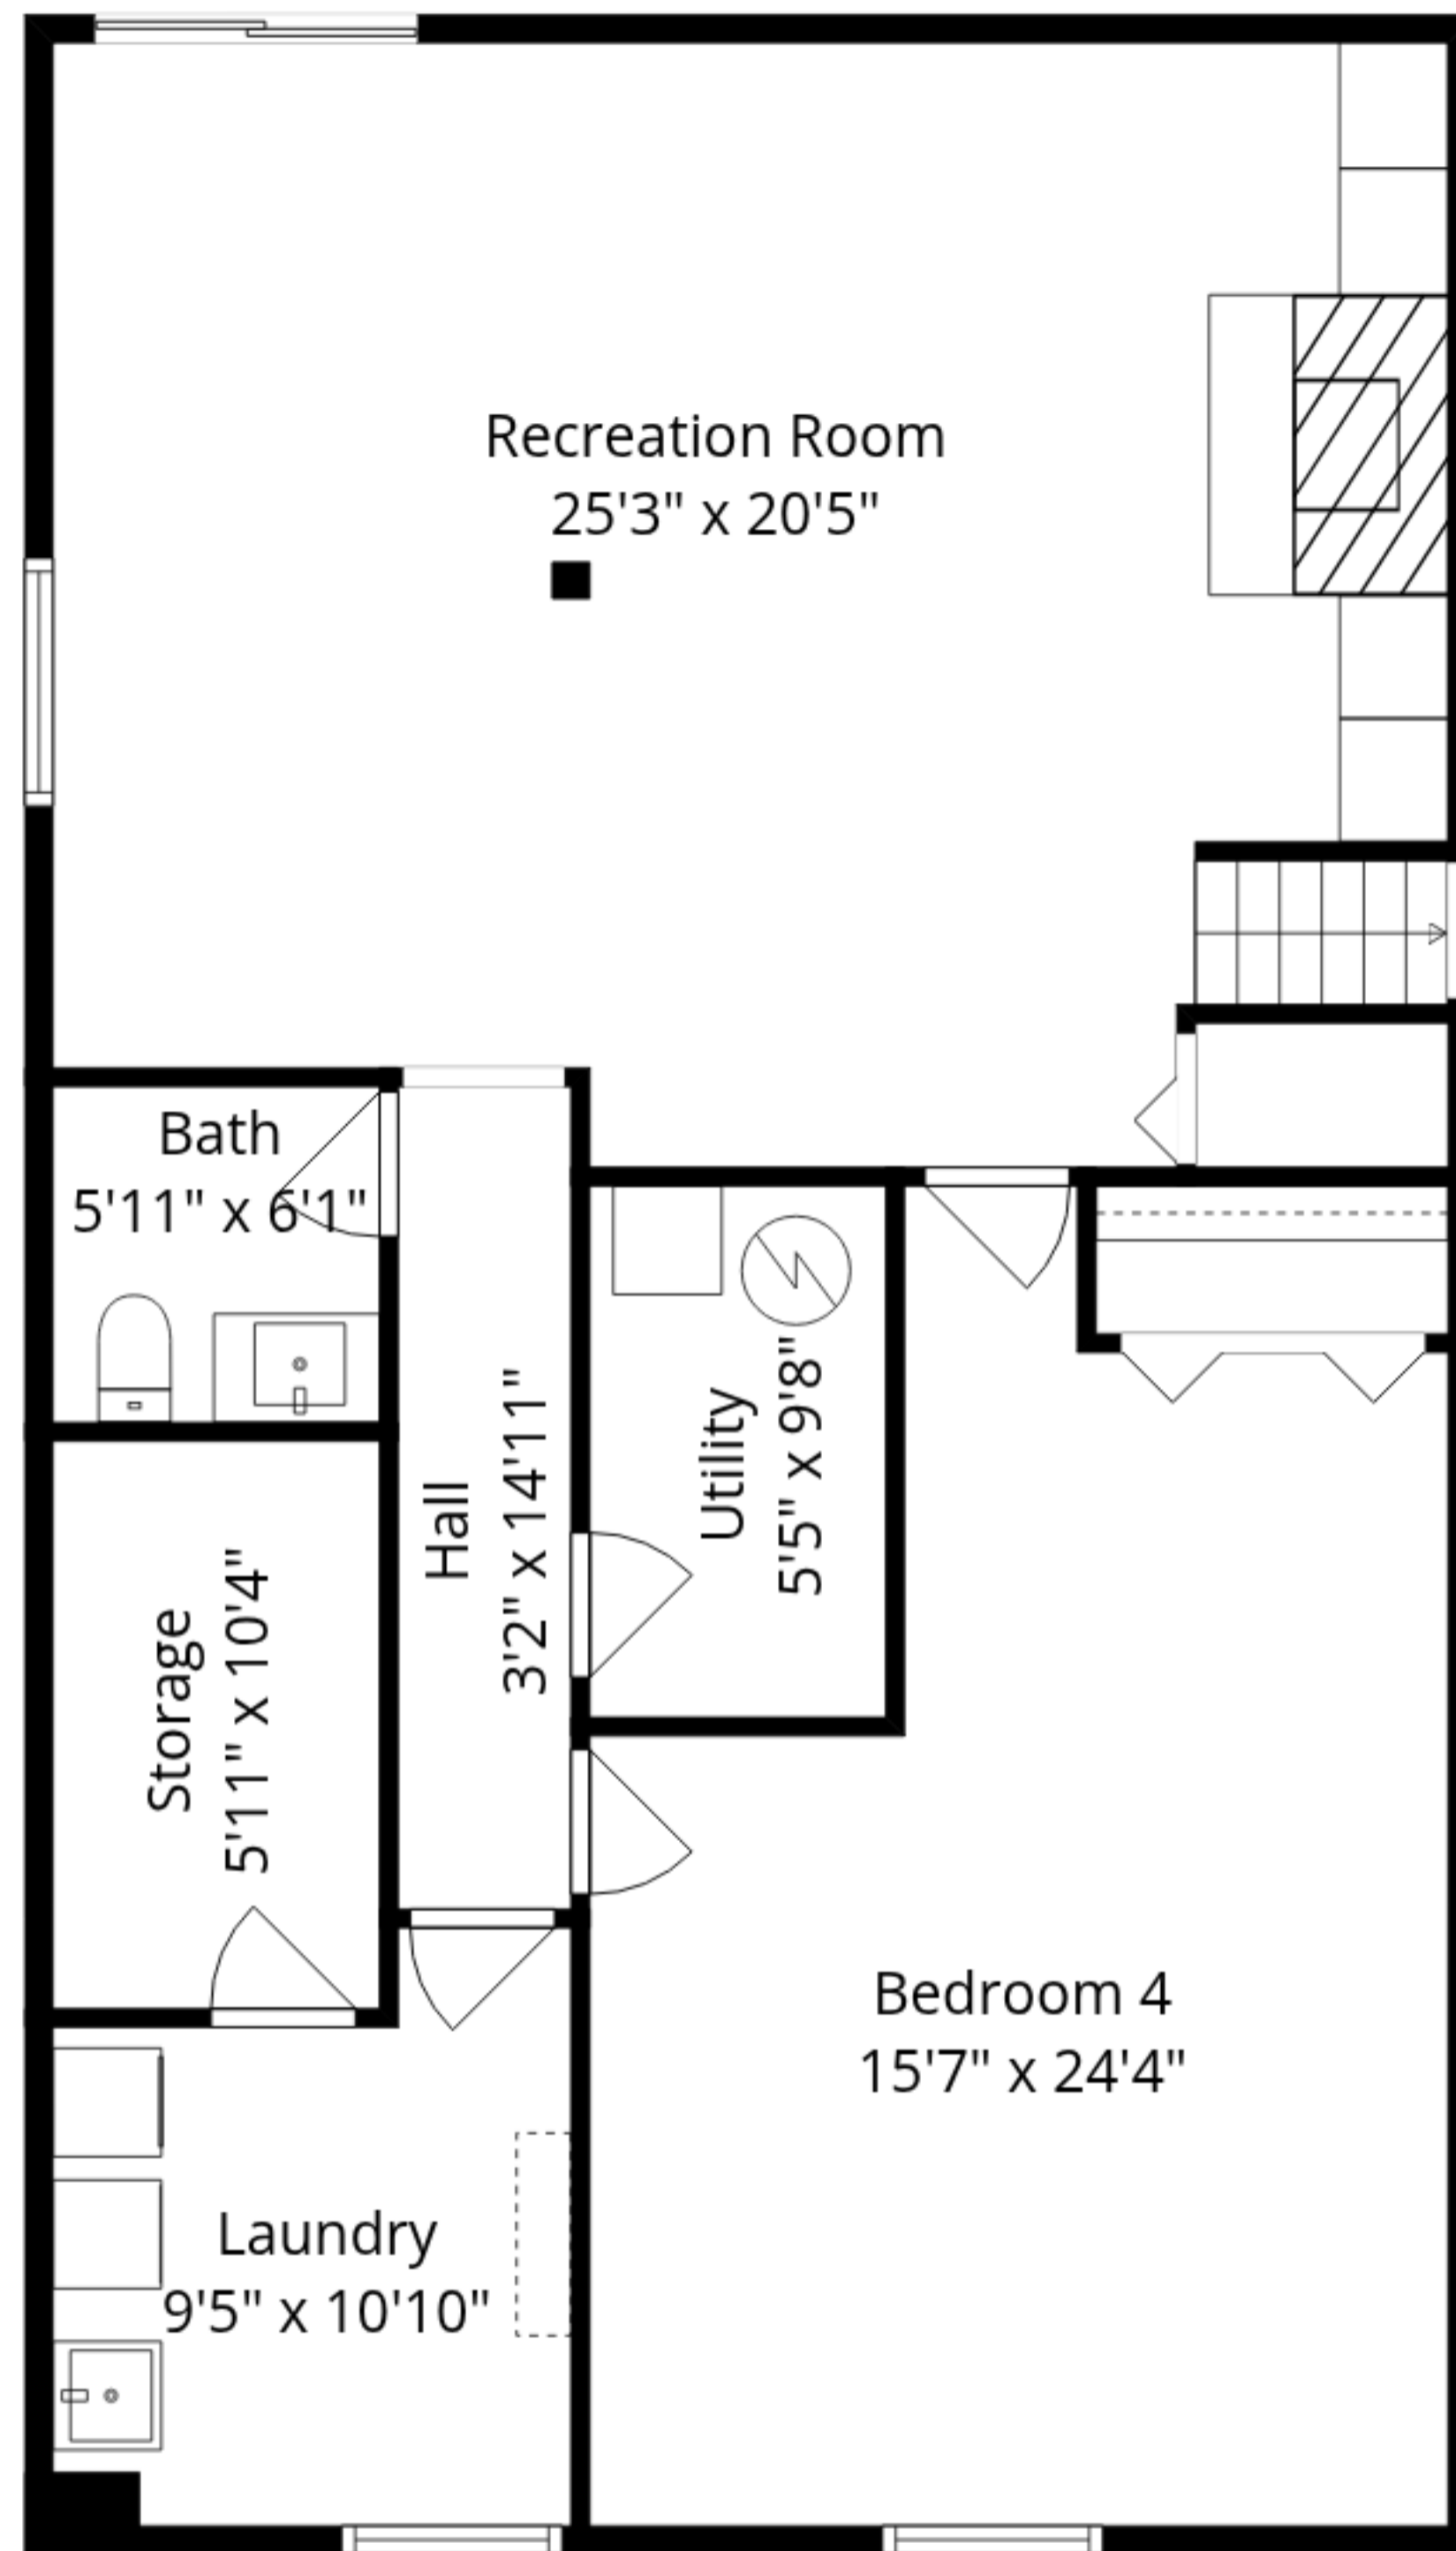 Recreation Room
25'3" x 20'5"
Bath
5'11" x 6'1"
Hall
3'2" x 14'11"
Utility
5'5" x 9'8"
Storage
5'11" x 10'4"
Bedroom 4
15'7" x 24'4"
Laundry
9'5" x 10'10"